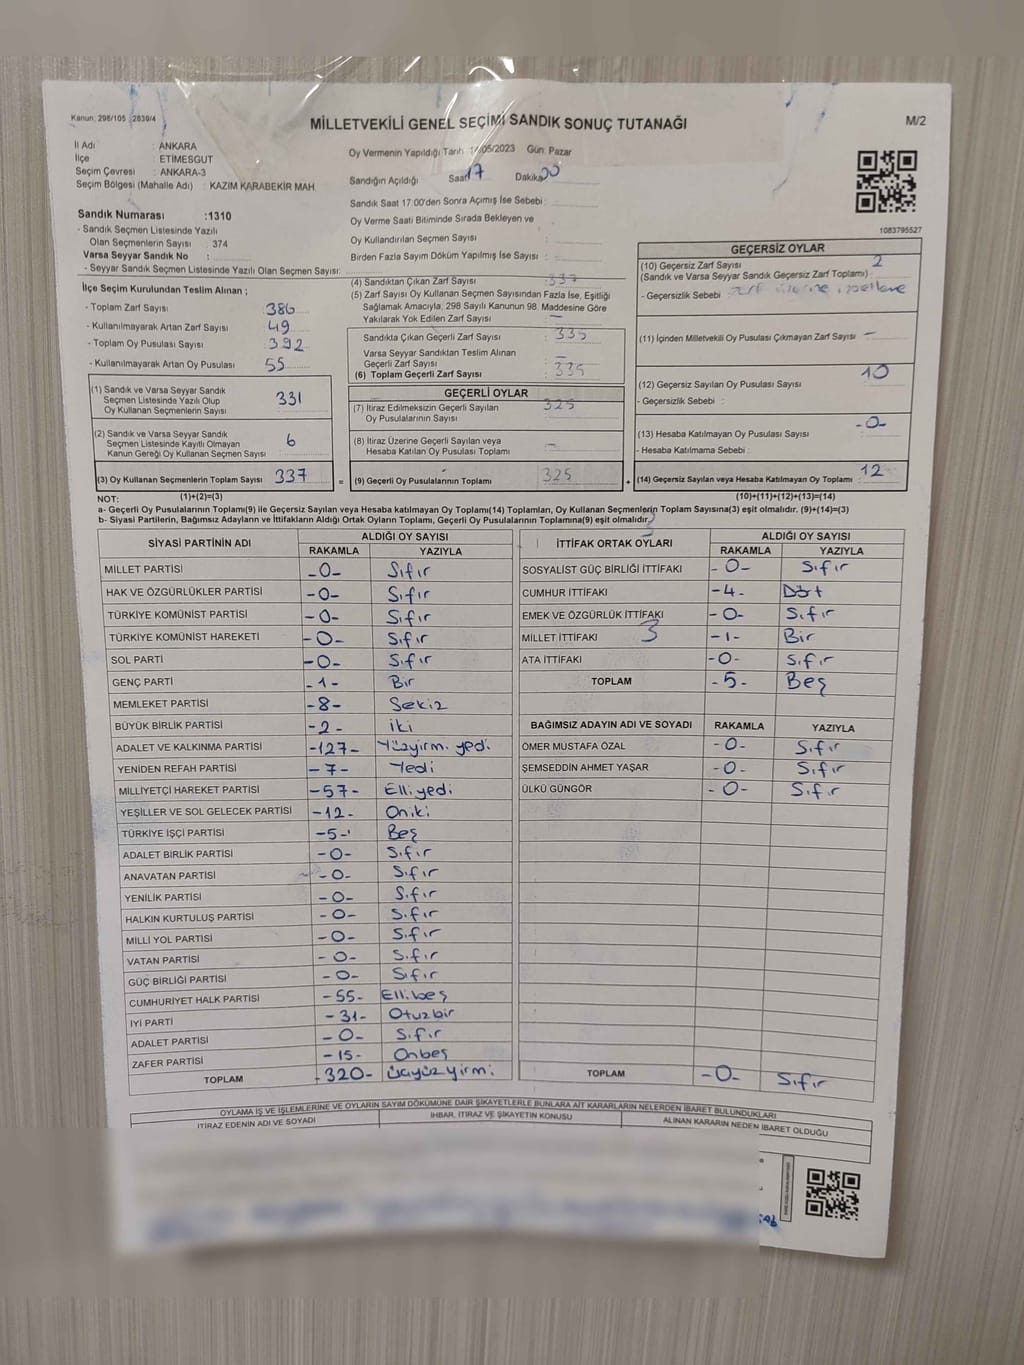 Kanun; 298/105 : 2839/4
MİLLETVEKİLİ GENEL SEÇİMİ SANDIK SONUÇ TUTANAĞI
M/2
İl Adı : ANKARA
İlçe : ETİMESGUT
Seçim Çevresi : ANKARA-3
Seçim Bölgesi (Mahalle Adı) : KAZIM KARABEKİR MAH.
Sandık Numarası :1310
- Sandık Seçmen Listesinde Yazılı
Olan Seçmenlerin Sayısı : 374
Varsa Seyyar Sandık No :
- Seyyar Sandık Seçmen Listesinde Yazılı Olan Seçmen Sayısı:
Oy Vermenin Yapıldığı Tarih 14/05/2023 Gün: Pazar
Sandığın Açıldığı Saat 17 Dakika 00
Sandık Saat 17:00'den Sonra Açımış İse Sebebi :
Oy Verme Saati Bitiminde Sırada Bekleyen ve
Oy Kullandırılan Seçmen Sayısı :
Birden Fazla Sayım Döküm Yapılmış İse Sayısı :
1083795527
İlçe Seçim Kurulundan Teslim Alınan ;
- Toplam Zarf Sayısı : 386
- Kullanılmayarak Artan Zarf Sayısı : 49
- Toplam Oy Pusulası Sayısı : 392
- Kullanılmayarak Artan Oy Pusulası : 55
(1) Sandık ve Varsa Seyyar Sandık
Seçmen Listesinde Yazılı Olup
Oy Kullanan Seçmenlerin Sayısı : 331
(2) Sandık ve Varsa Seyyar Sandık
Seçmen Listesinde Kayıtlı Olmayan
Kanun Gereği Oy Kullanan Seçmen Sayısı : 6
(3) Oy Kullanan Seçmenlerin Toplam Sayısı : 337
(4) Sandıktan Çıkan Zarf Sayısı : 337
(5) Zarf Sayısı Oy Kullanan Seçmen Sayısından Fazla İse, Eşitliği
Sağlamak Amacıyla; 298 Sayılı Kanunun 98. Maddesine Göre
Yakılarak Yok Edilen Zarf Sayısı : —
Sandıkta Çıkan Geçerli Zarf Sayısı : 335
Varsa Seyyar Sandıktan Teslim Alınan
Geçerli Zarf Sayısı : —
(6) Toplam Geçerli Zarf Sayısı : 335
GEÇERLİ OYLAR
(7) İtiraz Edilmeksizin Geçerli Sayılan
Oy Pusulalarının Sayısı : 325
(8) İtiraz Üzerine Geçerli Sayılan veya
Hesaba Katılan Oy Pusulası Toplamı : —
= (9) Geçerli Oy Pusulalarının Toplamı : 325
GEÇERSİZ OYLAR
(10) Geçersiz Zarf Sayısı 2
(Sandık ve Varsa Seyyar Sandık Geçersiz Zarf Toplamı) :
- Geçersizlik Sebebi : zarf üzerine
(11) İçinden Milletvekili Oy Pusulası Çıkmayan Zarf Sayısı : —
(12) Geçersiz Sayılan Oy Pusulası Sayısı : 10
- Geçersizlik Sebebi :
(13) Hesaba Katılmayan Oy Pusulası Sayısı : -0-
- Hesaba Katılmama Sebebi :
+ (14) Geçersiz Sayılan veya Hesaba Katılmayan Oy Toplamı : 12
NOT: (1)+(2)=(3) (10)+(11)+(12)+(13)=(14)
a- Geçerli Oy Pusulalarının Toplamı(9) ile Geçersiz Sayılan veya Hesaba katılmayan Oy Toplamı(14) Toplamları, Oy Kullanan Seçmenlerin Toplam Sayısına(3) eşit olmalıdır. (9)+(14)=(3)
b- Siyasi Partilerin, Bağımsız Adayların ve İttifakların Aldığı Ortak Oyların Toplamı, Geçerli Oy Pusulalarının Toplamına(9) eşit olmalıdır. 3
SİYASİ PARTİNİN ADI ALDIĞI OY SAYISI
RAKAMLA YAZIYLA
MİLLET PARTİSİ -0- Sıfır
HAK VE ÖZGÜRLÜKLER PARTİSİ -0- Sıfır
TÜRKİYE KOMÜNİST PARTİSİ -0- Sıfır
TÜRKİYE KOMÜNİST HAREKETİ -0- Sıfır
SOL PARTİ -0- Sıfır
GENÇ PARTİ -1- Bir
MEMLEKET PARTİSİ -8- Sekiz
BÜYÜK BİRLİK PARTİSİ -2- iki
ADALET VE KALKINMA PARTİSİ -127- Yüzyirmi yedi
YENİDEN REFAH PARTİSİ -7- Yedi
MİLLİYETÇİ HAREKET PARTİSİ -57- Elliyedi
YEŞİLLER VE SOL GELECEK PARTİSİ -12- Oniki
TÜRKİYE İŞÇİ PARTİSİ -5- Beş
ADALET BİRLİK PARTİSİ -0- Sıfır
ANAVATAN PARTİSİ -0- Sıfır
YENİLİK PARTİSİ -0- Sıfır
HALKIN KURTULUŞ PARTİSİ -0- Sıfır
MİLLİ YOL PARTİSİ -0- Sıfır
VATAN PARTİSİ -0- Sıfır
GÜÇ BİRLİĞİ PARTİSİ -0- Sıfır
CUMHURİYET HALK PARTİSİ -55- Ellibeş
İYİ PARTİ -31- Otuzbir
ADALET PARTİSİ -0- Sıfır
ZAFER PARTİSİ -15- Onbeş
TOPLAM -320- üçyüzyirmi
İTTİFAK ORTAK OYLARI ALDIĞI OY SAYISI
RAKAMLA YAZIYLA
SOSYALİST GÜÇ BİRLİĞİ İTTİFAKI -0- Sıfır
CUMHUR İTTİFAKI -4- Dört
EMEK VE ÖZGÜRLÜK İTTİFAKI -0- Sıfır
MİLLET İTTİFAKI 3 -1- Bir
ATA İTTİFAKI -0- Sıfır
TOPLAM -5- Beş
BAĞIMSIZ ADAYIN ADI VE SOYADI RAKAMLA YAZIYLA
ÖMER MUSTAFA ÖZAL -0- Sıfır
ŞEMSEDDİN AHMET YAŞAR -0- Sıfır
ÜLKÜ GÜNGÖR -0- Sıfır
TOPLAM -0- Sıfır
OYLAMA İŞ VE İŞLEMLERİNE VE OYLARIN SAYIM DÖKÜMÜNE DAİR ŞİKAYETLERLE BUNLARA AİT KARARLARIN NELERDEN İBARET BULUNDUKLARI
İTİRAZ EDENİN ADI VE SOYADI İHBAR, İTİRAZ VE ŞİKAYETİN KONUSU ALINAN KARARIN NEDEN İBARET OLDUĞU